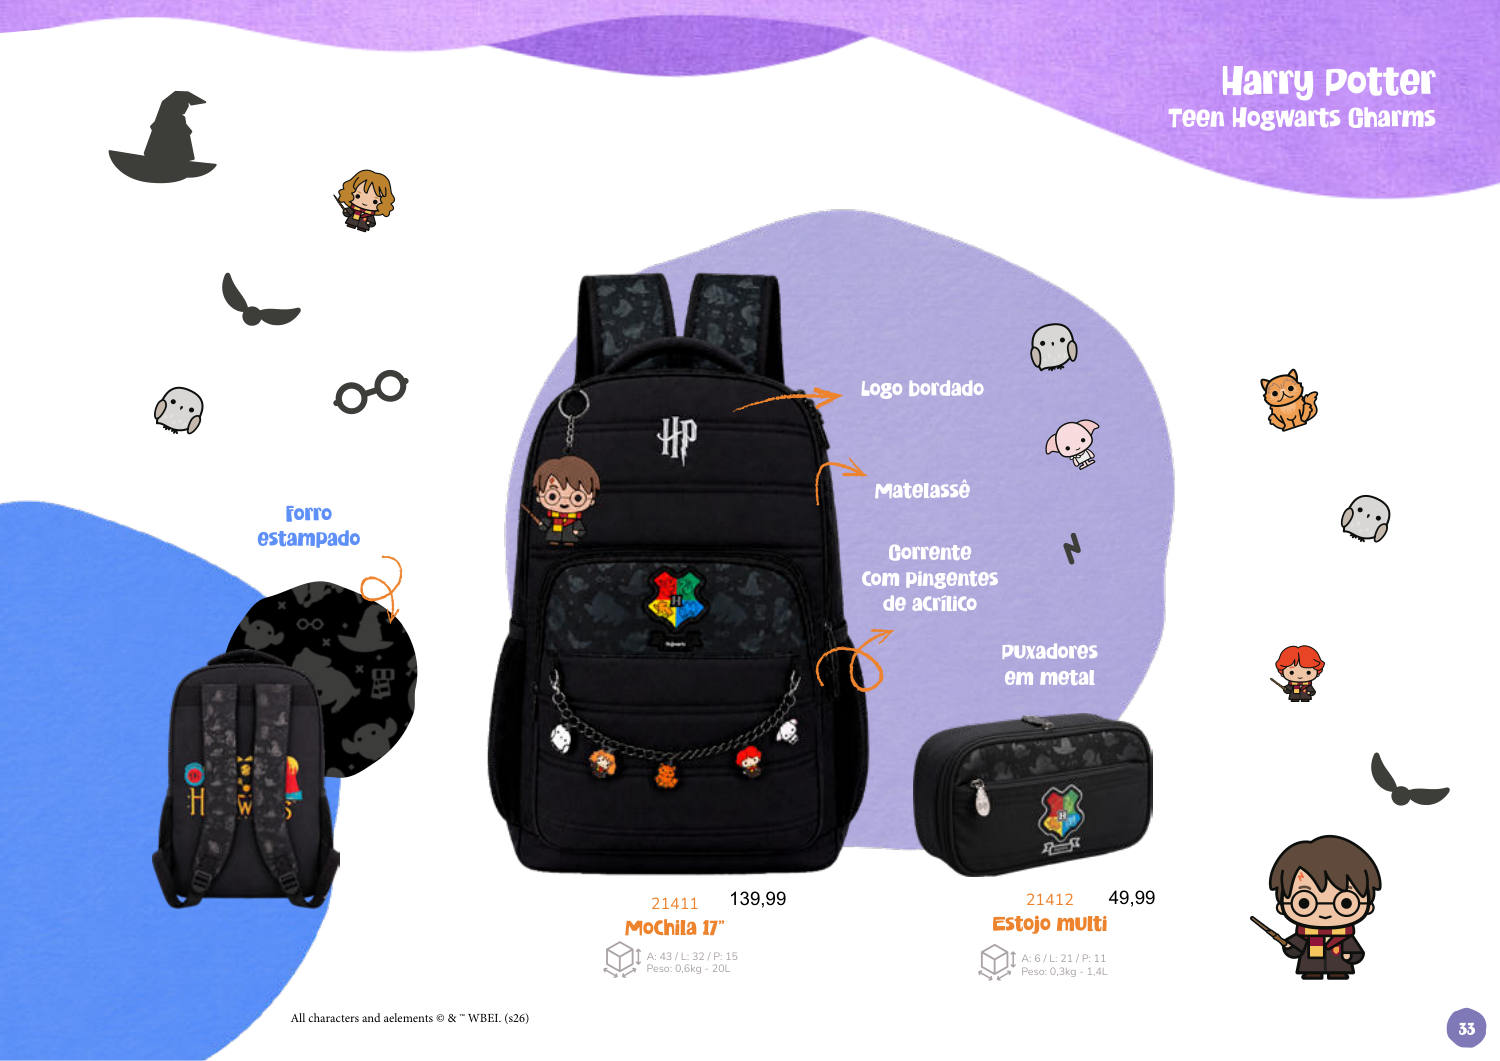 Harry Potter
Teen Hogwarts Charms
Logo bordado
HP
Matelassê
Forro
estampado
Corrente
Com pingentes
de acrílico
H
Hogwarts
Puxadores
em metal
H W S
H
21411 139,99
Mochila 17”
A: 43 / L: 32 / P: 15
Peso: 0,6kg - 20L
21412 49,99
Estojo multi
A: 6 / L: 21 / P: 11
Peso: 0,3kg - 1,4L
All characters and aelements © & ™ WBEI. (s26)
33